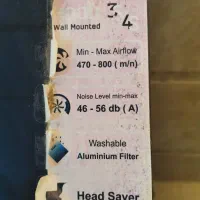 3,4
Wall Mounted
Min - Max Airflow
470 - 800 ( m/n)
Noise Level min-max
46 - 56 db ( A)
Washable
Aluminium Filter
Head Saver